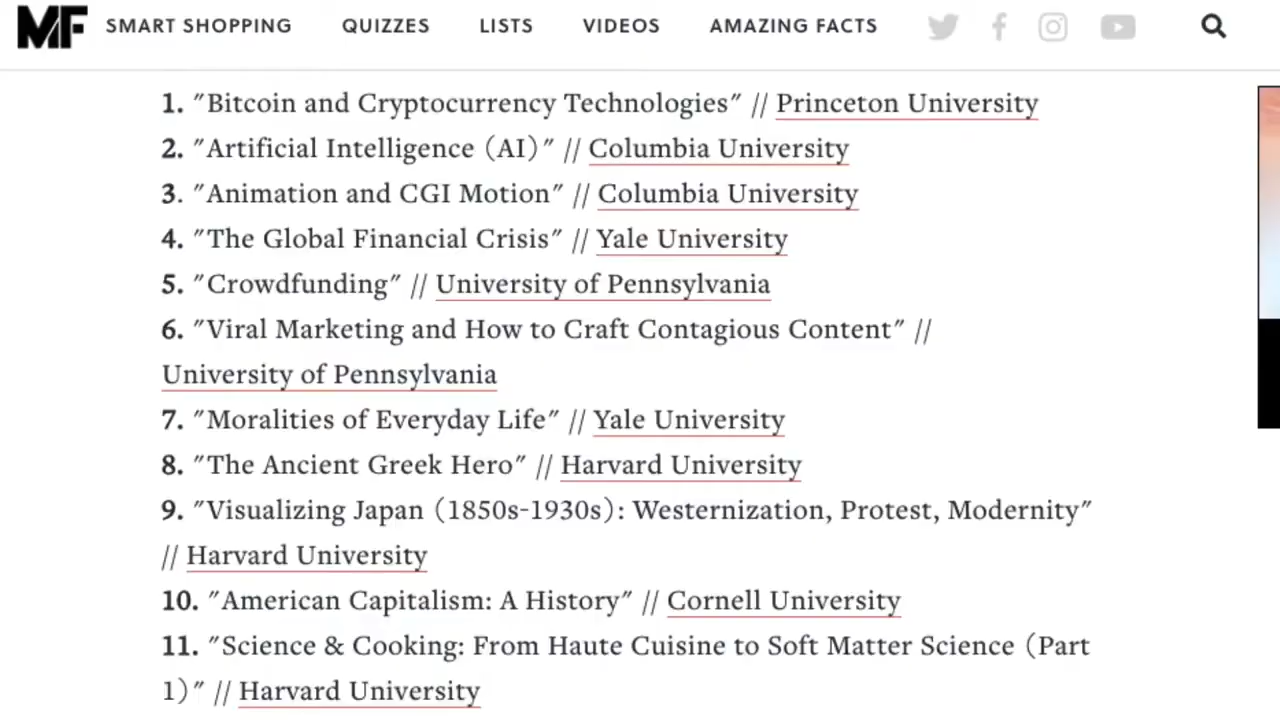 MF SMART SHOPPING QUIZZES LISTS VIDEOS AMAZING FACTS
1. "Bitcoin and Cryptocurrency Technologies" // Princeton University
2. "Artificial Intelligence (AI)" // Columbia University
3. "Animation and CGI Motion" // Columbia University
4. "The Global Financial Crisis" // Yale University
5. "Crowdfunding" // University of Pennsylvania
6. "Viral Marketing and How to Craft Contagious Content" //
University of Pennsylvania
7. "Moralities of Everyday Life" // Yale University
8. "The Ancient Greek Hero" // Harvard University
9. "Visualizing Japan (1850s-1930s): Westernization, Protest, Modernity"
// Harvard University
10. "American Capitalism: A History" // Cornell University
11. "Science & Cooking: From Haute Cuisine to Soft Matter Science (Part
1)" // Harvard University